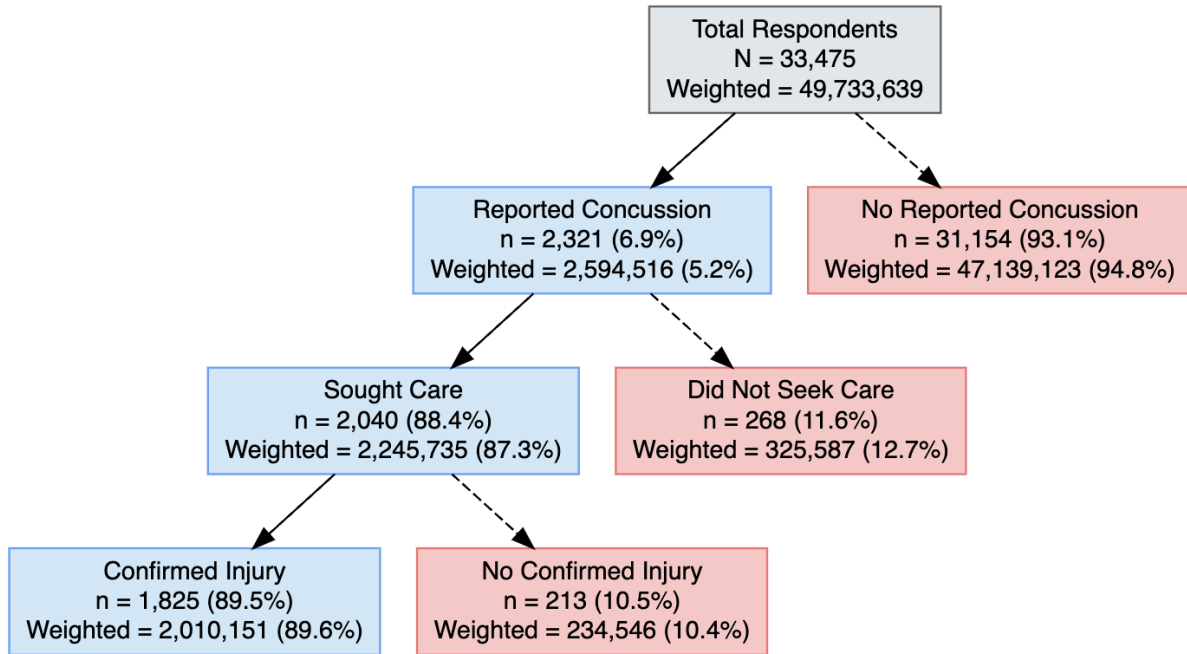 Total Respondents
N = 33,475
Weighted = 49,733,639
Reported Concussion
n = 2,321 (6.9%)
Weighted = 2,594,516 (5.2%)
No Reported Concussion
n = 31,154 (93.1%)
Weighted = 47,139,123 (94.8%)
Sought Care
n = 2,040 (88.4%)
Weighted = 2,245,735 (87.3%)
Did Not Seek Care
n = 268 (11.6%)
Weighted = 325,587 (12.7%)
Confirmed Injury
n = 1,825 (89.5%)
Weighted = 2,010,151 (89.6%)
No Confirmed Injury
n = 213 (10.5%)
Weighted = 234,546 (10.4%)